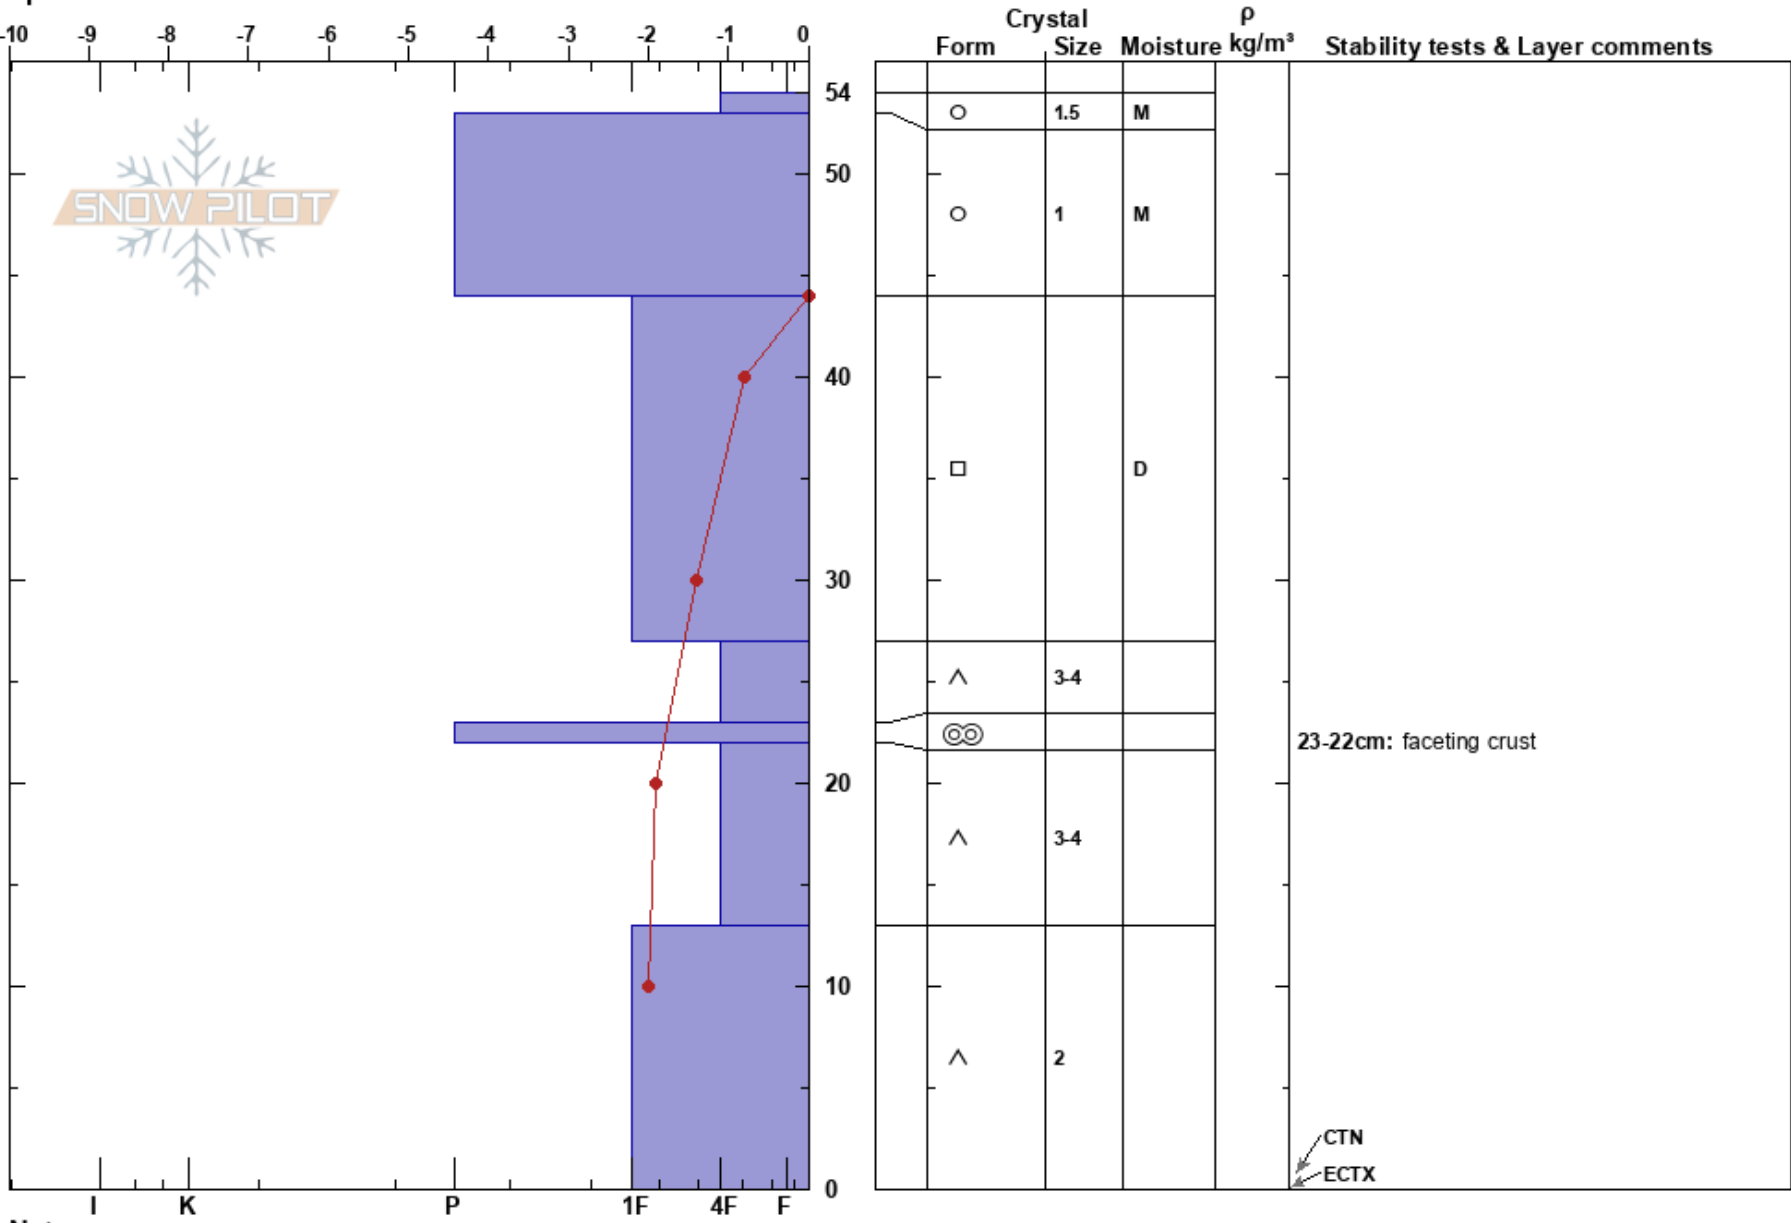 Crystal ρ
-10 -9 -8 -7 -6 -5 -4 -3 -2 -1 0 Form Size Moisture kg/m³ Stability tests & Layer comments
54
1.5 M
50
SNOW PILOT
1 M
40
D
30
3-4
23-22cm: faceting crust
20
3-4
10
2
CTN
ECTX
0
I K P 1F 4F F